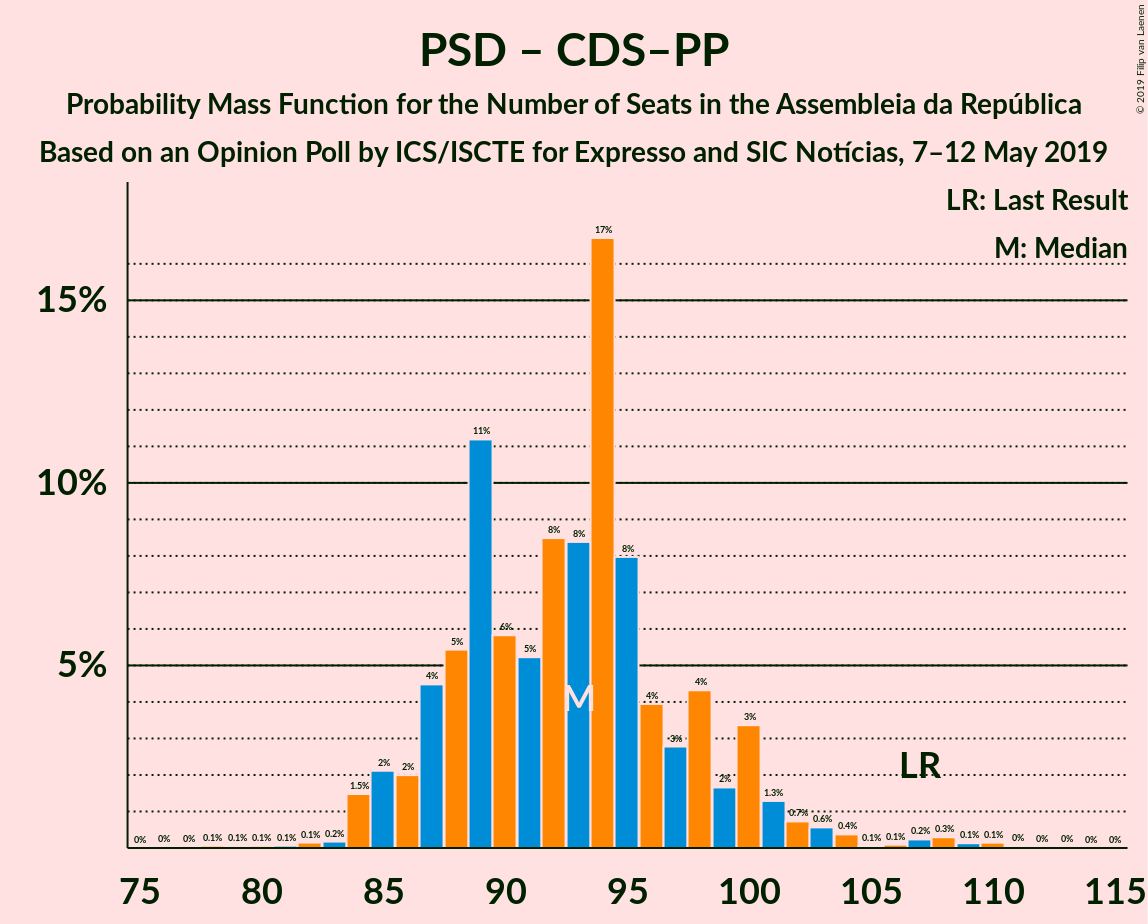 PSD – CDS–PP
Probability Mass Function for the Number of Seats in the Assembleia da República
Based on an Opinion Poll by ICS/ISCTE for Expresso and SIC Notícias, 7–12 May 2019
© 2019 Filip van Laenen
LR: Last Result
M: Median
15%
10%
5%
0% 0% 0% 0.1% 0.1% 0.1% 0.1% 0.1% 0.2% 1.5% 2% 2% 4% 5% 11% 6% 5% 8% 8% 17% 8% 4% 3% 4% 2% 3% 1.3% 0.7% 0.6% 0.4% 0.1% 0.1% 0.2% 0.3% 0.1% 0.1% 0% 0% 0% 0% 0%
M
LR
75 80 85 90 95 100 105 110 115